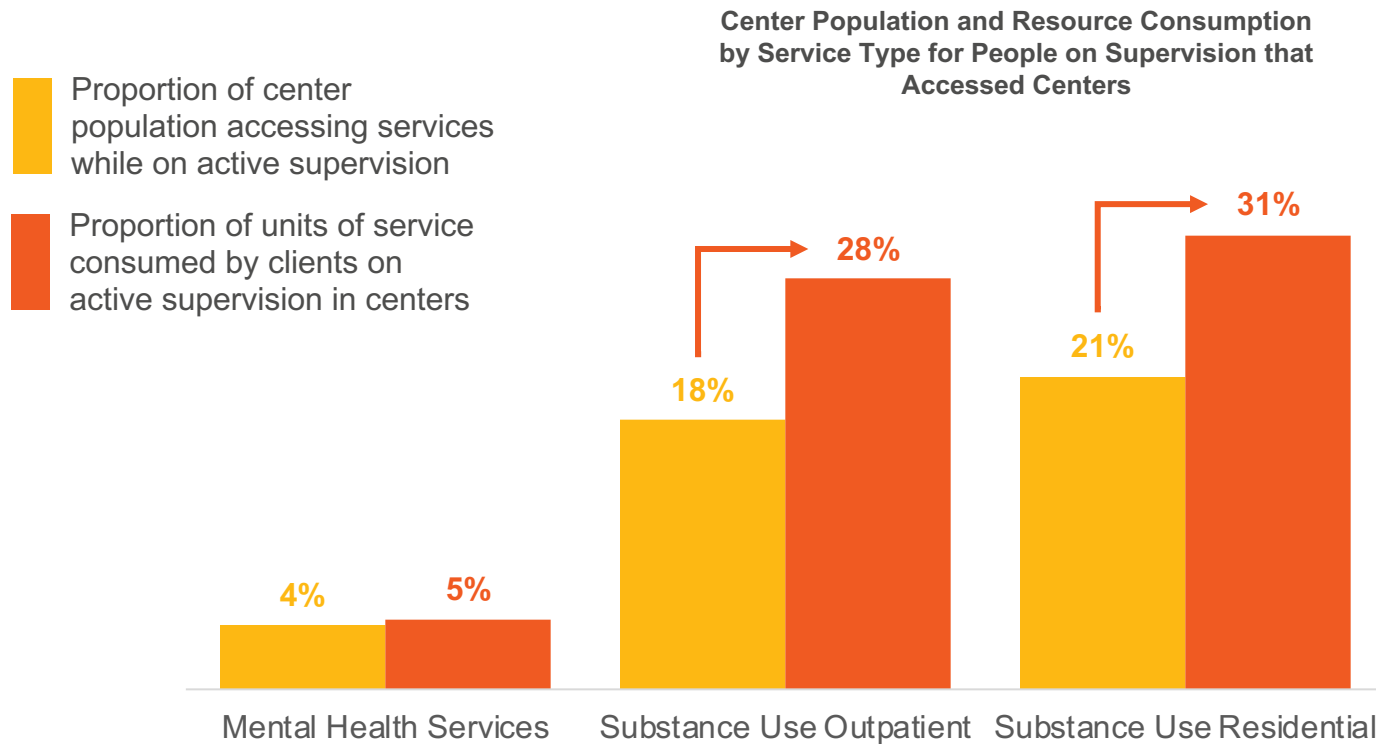 Center Population and Resource Consumption
by Service Type for People on Supervision that
Accessed Centers
Proportion of center
population accessing services
while on active supervision
Proportion of units of service
consumed by clients on
active supervision in centers
4%
5%
18%
28%
21%
31%
Mental Health Services
Substance Use Outpatient
Substance Use Residential